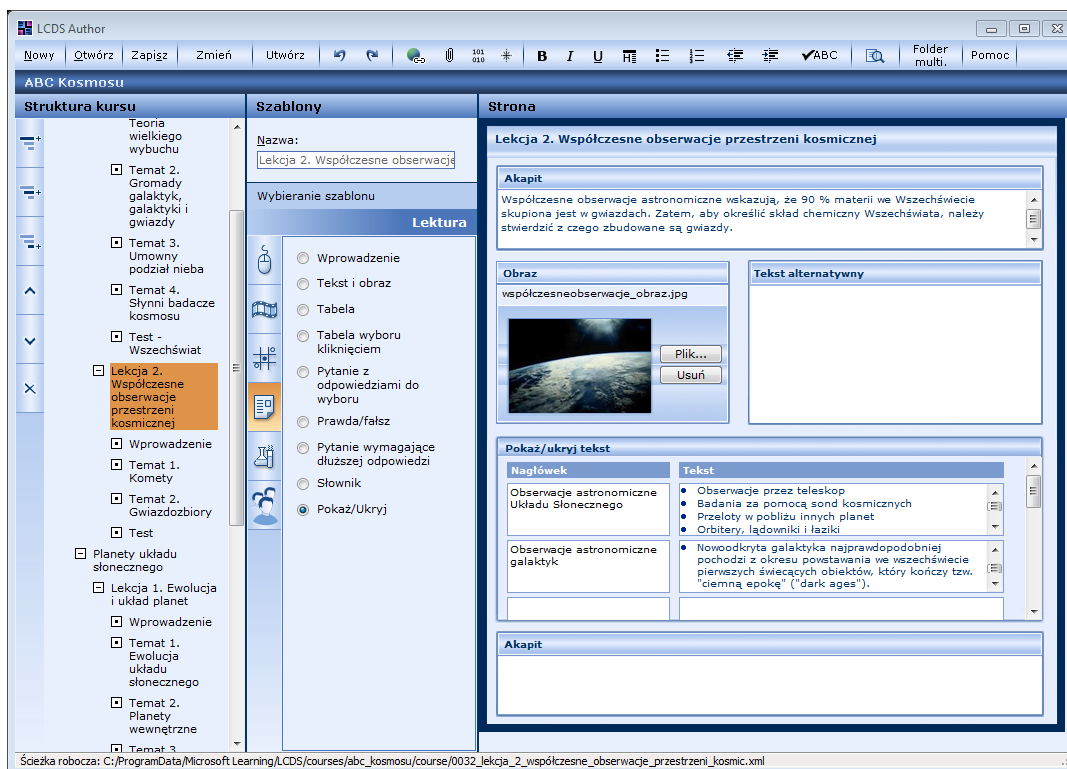 LCDS Author
Nowy Otwórz Zapisz Zmień Utwórz 101 010 B I U ABC Folder multi. Pomoc
ABC Kosmosu
Struktura kursu
Teoria
wielkiego
wybuchu
Temat 2.
Gromady
galaktyk,
galaktyki i
gwiazdy
Temat 3.
Umowny
podział nieba
Temat 4.
Słynni badacze
kosmosu
Test -
Wszechświat
Lekcja 2.
Współczesne
obserwacje
przestrzeni
kosmicznej
Wprowadzenie
Temat 1.
Komety
Temat 2.
Gwiazdozbiory
Test
Planety układu
słonecznego
Lekcja 1. Ewolucja
i układ planet
Wprowadzenie
Temat 1.
Ewolucja
układu
słonecznego
Temat 2.
Planety
wewnętrzne
Temat 3.
Szablony
Nazwa:
Lekcja 2. Współczesne obserwacje
Wybieranie szablonu
Lektura
Wprowadzenie
Tekst i obraz
Tabela
Tabela wyboru
kliknięciem
Pytanie z
odpowiedziami do
wyboru
Prawda/fałsz
Pytanie wymagające
dłuższej odpowiedzi
Słownik
Pokaż/Ukryj
Strona
Lekcja 2. Współczesne obserwacje przestrzeni kosmicznej
Akapit
Współczesne obserwacje astronomiczne wskazują, że 90 % materii we Wszechświecie
skupiona jest w gwiazdach. Zatem, aby określić skład chemiczny Wszechświata, należy
stwierdzić z czego zbudowane są gwiazdy.
Obraz
współczesneobserwacje_obraz.jpg
Plik...
Usuń
Tekst alternatywny
Pokaż/ukryj tekst
Nagłówek Tekst
Obserwacje astronomiczne
Układu Słonecznego
Obserwacje przez teleskop
Badania za pomocą sond kosmicznych
Przeloty w pobliżu innych planet
Orbitery, lądowniki i łaziki
Obserwacje astronomiczne
galaktyk
Nowoodkryta galaktyka najprawdopodobniej
pochodzi z okresu powstawania we wszechświecie
pierwszych świecących obiektów, który kończy tzw.
"ciemną epokę" ("dark ages").
Akapit
Ścieżka robocza: C:/ProgramData/Microsoft Learning/LCDS/courses/abc_kosmosu/course/0032_lekcja_2_współczesne_obserwacje_przestrzeni_kosmic.xml